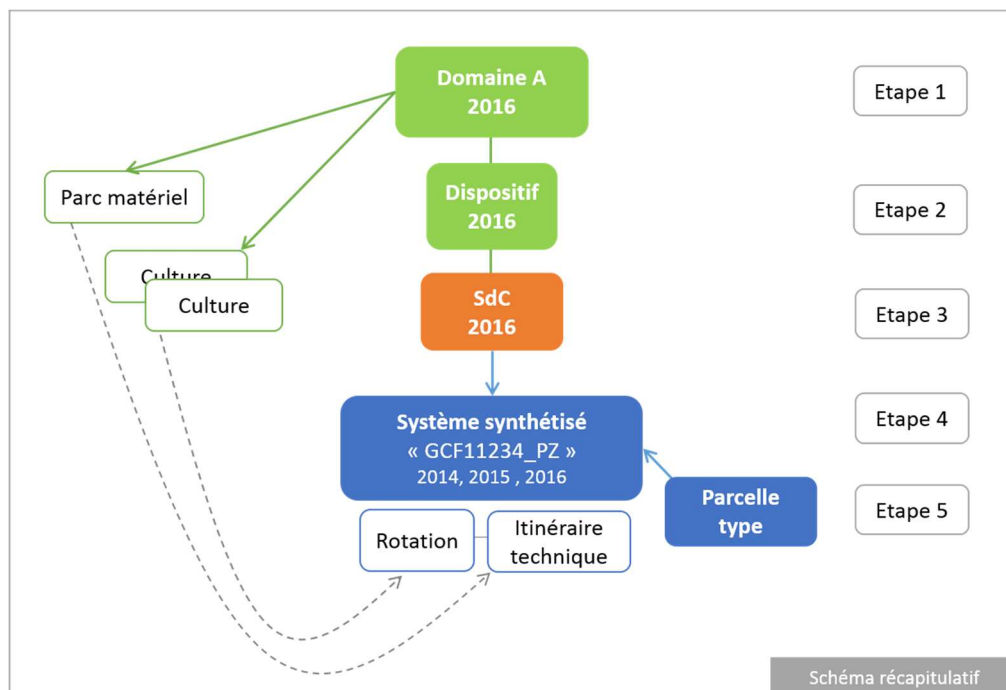 Domaine A
2016
Etape 1
Parc matériel
Dispositif
2016
Etape 2
Culture
Culture
SdC
2016
Etape 3
Système synthétisé
« GCF11234_PZ »
2014, 2015 , 2016
Etape 4
Parcelle
type
Etape 5
Rotation
Itinéraire
technique
Schéma récapitulatif